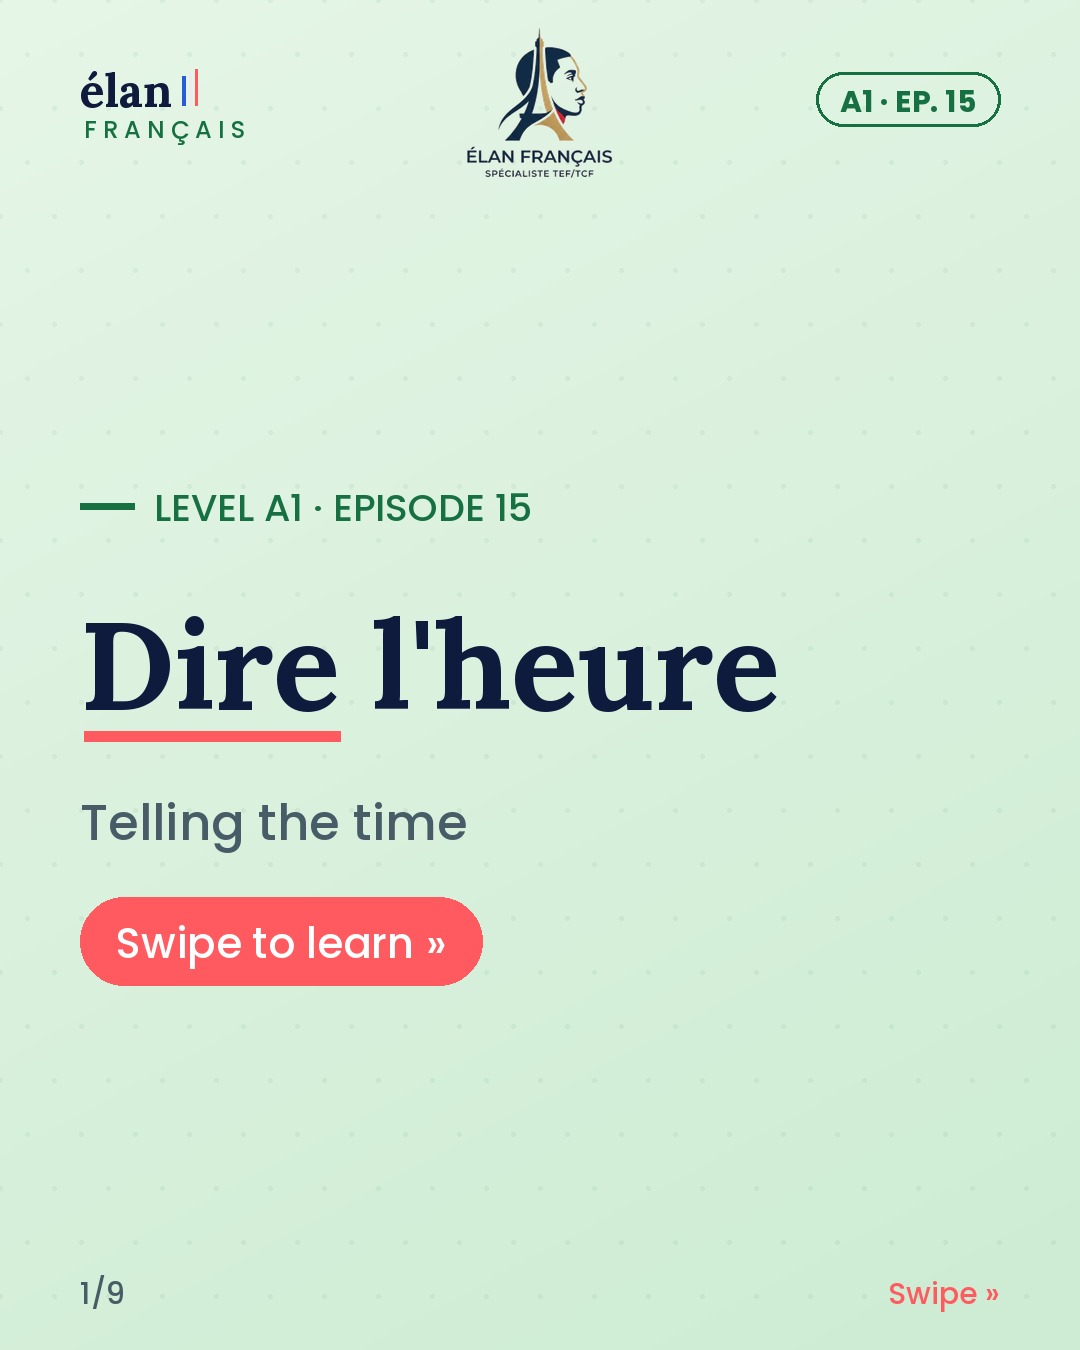 élan
FRANÇAIS
ÉLAN FRANÇAIS
SPÉCIALISTE TEF/TCF
A1 · EP. 15
LEVEL A1 · EPISODE 15
Dire l'heure
Telling the time
Swipe to learn »
1/9
Swipe »